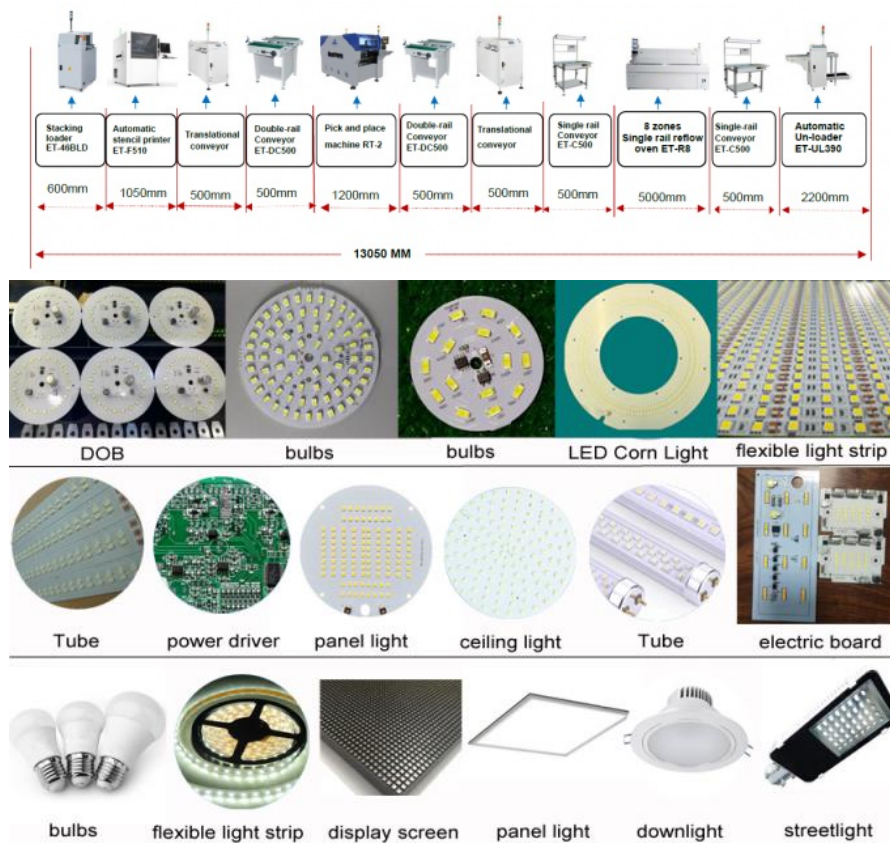 Stacking
loader
ET-46BLD
Automatic
stencil printer
ET-F510
Translational
conveyor
Double-rail
Conveyor
ET-DC500
Pick and place
machine RT-2
Double-rail
Conveyor
ET-DC500
Translational
conveyor
Single rail
Conveyor
ET-C500
8 zones
Single rail reflow
oven ET-R8
Single-rail
Conveyor
ET-C500
Automatic
Un-loader
ET-UL390
600mm 1050mm 500mm 500mm 1200mm 500mm 500mm 500mm 5000mm 500mm 2200mm
13050 MM
DOB bulbs bulbs LED Corn Light flexible light strip
Tube power driver panel light ceiling light Tube electric board
bulbs flexible light strip display screen panel light downlight streetlight